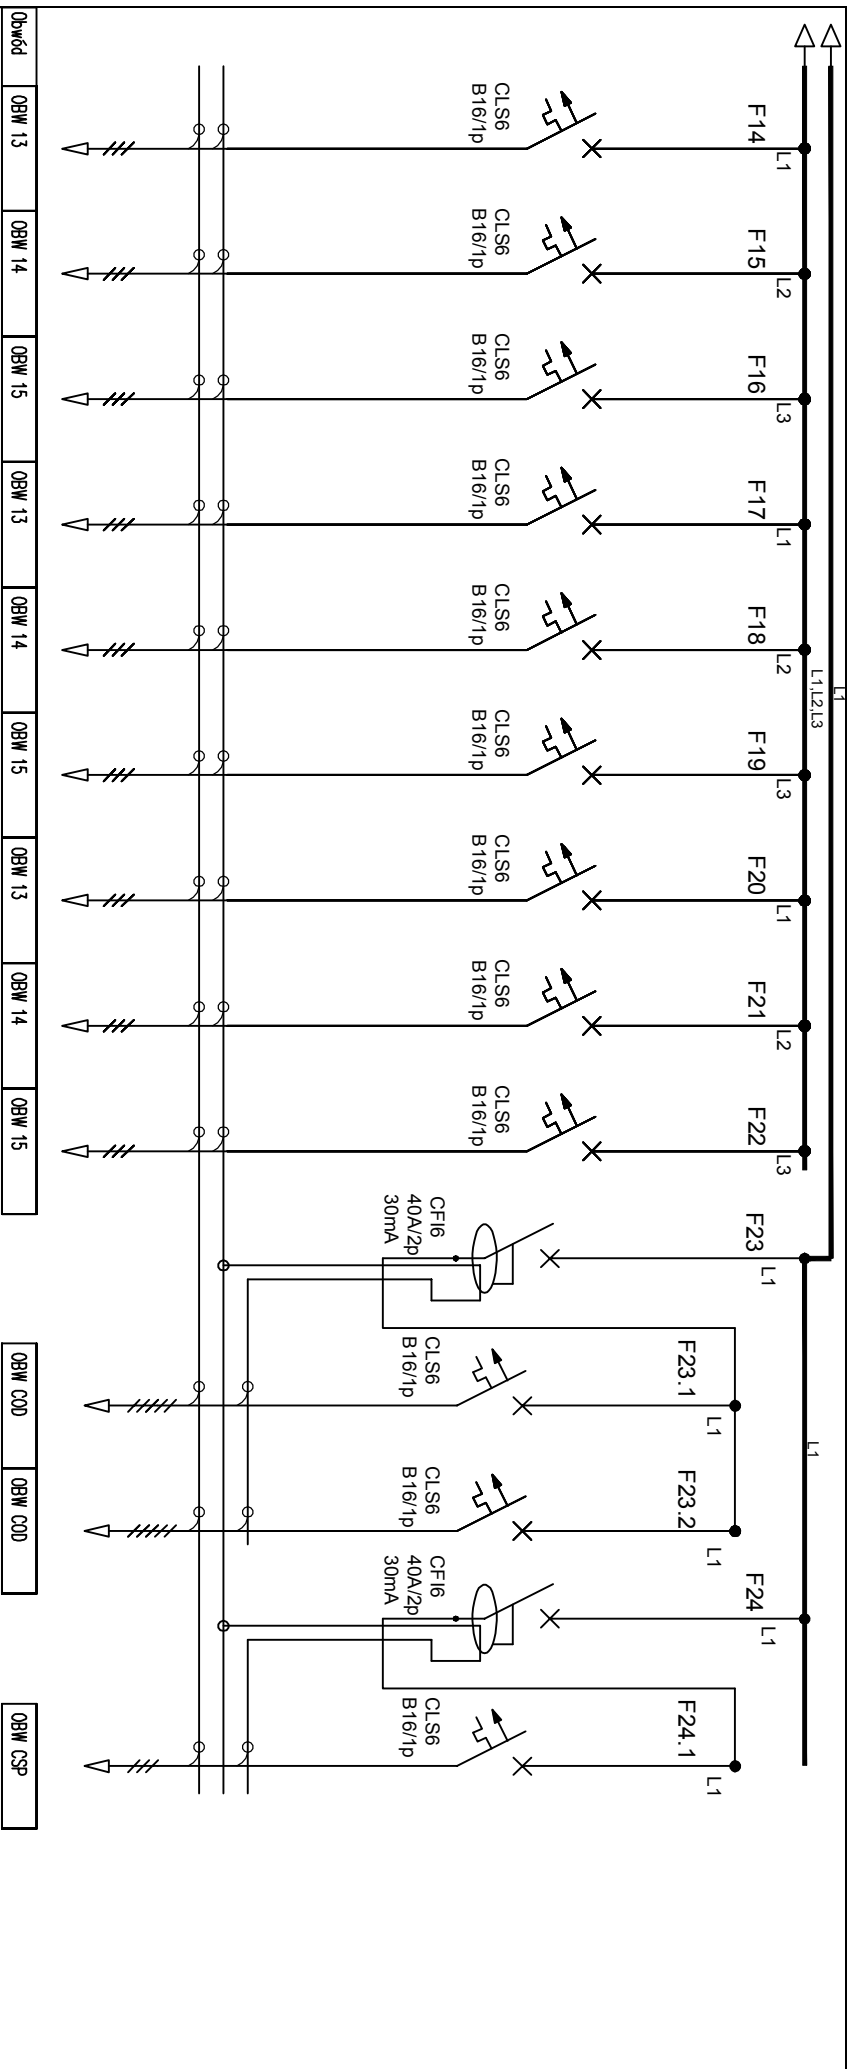 L1
L1,L2,L3
L1
F14
L1
CLS6
B16/1p
F15
L2
CLS6
B16/1p
F16
L3
CLS6
B16/1p
F17
L1
CLS6
B16/1p
F18
L2
CLS6
B16/1p
F19
L3
CLS6
B16/1p
F20
L1
CLS6
B16/1p
F21
L2
CLS6
B16/1p
F22
L3
CLS6
B16/1p
F23
L1
CFI6
40A/2p
30mA
F23.1
L1
CLS6
B16/1p
F23.2
L1
CLS6
B16/1p
F24
L1
CFI6
40A/2p
30mA
F24.1
L1
CLS6
B16/1p
Obwód
OBW 13
OBW 14
OBW 15
OBW 13
OBW 14
OBW 15
OBW 13
OBW 14
OBW 15
OBW COD
OBW COD
OBW CSP